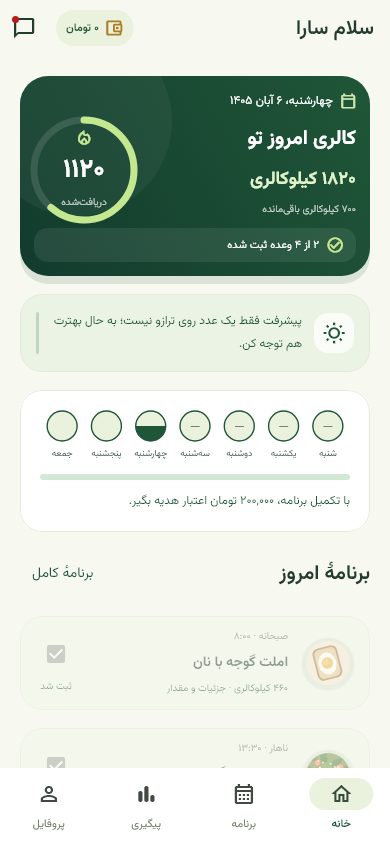 سلام سارا
۰ تومان
چهارشنبه، ۶ آبان ۱۴۰۵
کالری امروز تو
۱۸۲۰ کیلوکالری
۷۰۰ کیلوکالری باقی‌مانده
۱۱۲۰
دریافت‌شده
۲ از ۴ وعده ثبت شده
پیشرفت فقط یک عدد روی ترازو نیست؛ به حال بهترت
هم توجه کن.
شنبه
یکشنبه
دوشنبه
سه‌شنبه
چهارشنبه
پنجشنبه
جمعه
با تکمیل برنامه، ۲۰۰,۰۰۰ تومان اعتبار هدیه بگیر.
برنامهٔ امروز
برنامهٔ کامل
صبحانه · ۸:۰۰
املت گوجه با نان
۴۶۰ کیلوکالری · جزئیات و مقدار
ثبت شد
ناهار · ۱۳:۳۰
خانه
برنامه
پیگیری
پروفایل